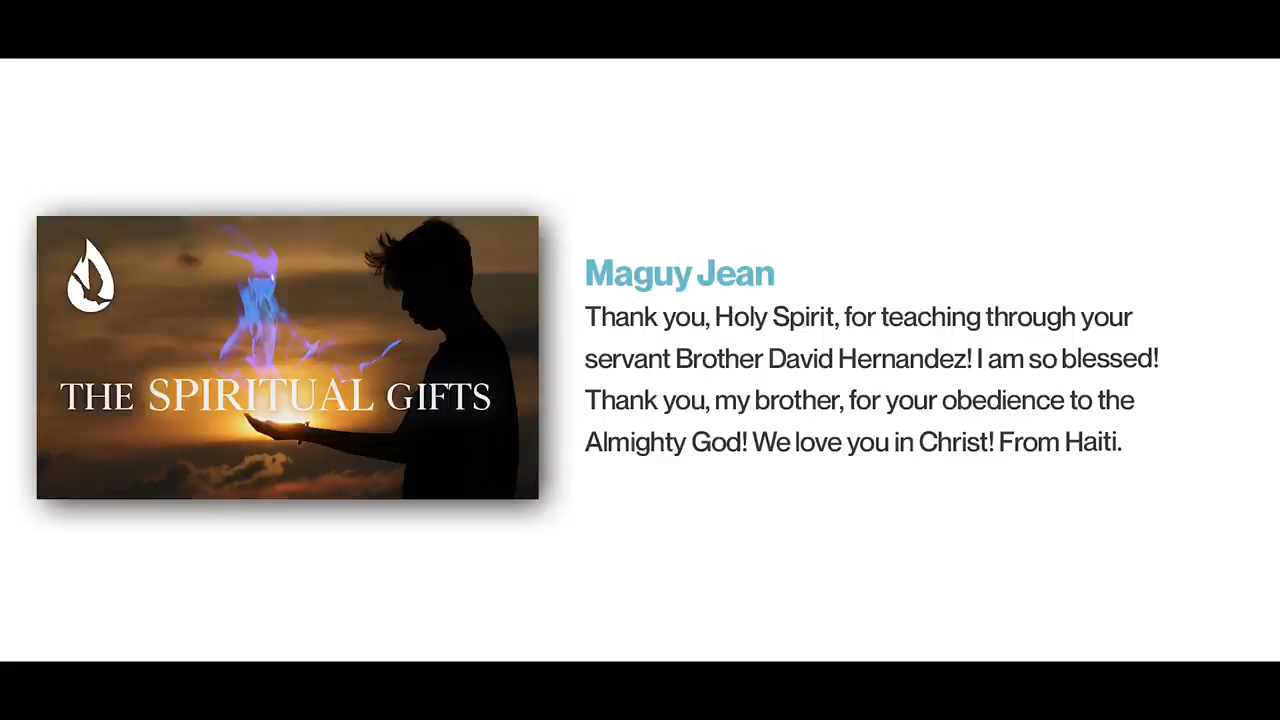 THE SPIRITUAL GIFTS
Maguy Jean
Thank you, Holy Spirit, for teaching through your
servant Brother David Hernandez! I am so blessed!
Thank you, my brother, for your obedience to the
Almighty God! We love you in Christ! From Haiti.